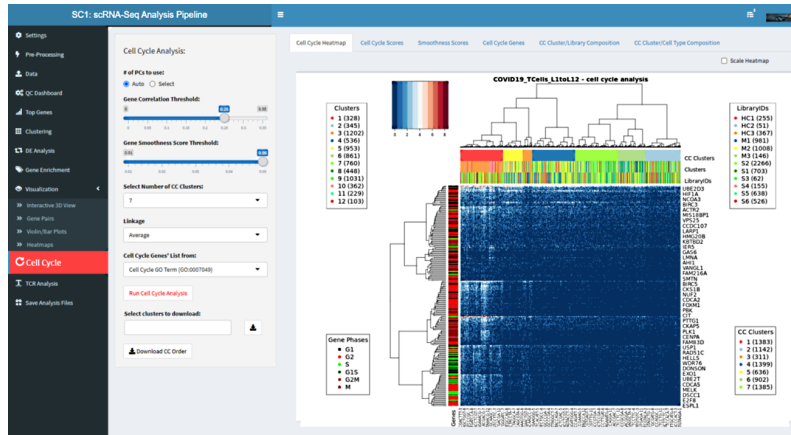 SC1: scRNA-Seq Analysis Pipeline
Settings
Pre-Processing
Data
QC Dashboard
Top Genes
Clustering
DE Analysis
Gene Enrichment
Visualization
Interactive 3D View
Gene Pairs
Violin/Bar Plots
Heatmaps
Cell Cycle
TCR Analysis
Save Analysis Files
Cell Cycle Analysis:
# of PCs to use:
Auto Select
Gene Correlation Threshold:
Gene Smoothness Score Threshold:
Select Number of CC Clusters:
7
Linkage
Average
Cell Cycle Genes' List from:
Cell Cycle GO Term (GO:0007049)
Run Cell Cycle Analysis
Select clusters to download:
Download CC Order
Cell Cycle Heatmap Cell Cycle Scores Smoothness Scores Cell Cycle Genes CC Cluster/Library Composition CC Cluster/Cell Type Composition
Scale Heatmap
COVID19_TCells_L1toL12 - cell cycle analysis
0 2 4 6 8
Clusters
1 (328)
2 (345)
3 (1202)
4 (536)
5 (953)
6 (861)
7 (760)
8 (448)
9 (1031)
10 (362)
11 (229)
12 (103)
LibraryIDs
HC1 (255)
HC2 (51)
HC3 (367)
M1 (981)
M2 (1008)
M3 (146)
S2 (2266)
S1 (703)
S3 (62)
S4 (155)
S5 (638)
S6 (526)
CC Clusters
Clusters
LibraryIDs
UBE2D3
HIF1A
NCOA3
BIRC3
ACTR2
MIS18BP1
VPS25
CCDC107
LARP1
HMG20B
KBTBD2
IER5
GAS6
LMNA
AHI1
VANGL1
FAM216A
SMTN
BIRC5
CKS1B
NUF2
CDCA2
FOXM1
PBK
CIT
PTTG1
CKAP5
PLK1
CENPA
FAM83D
USP1
RAD51C
HELLS
WDR76
DONSON
EXO1
UBE2T
CDCA5
MELK
DSCC1
E2F8
ESPL1
Gene Phases
G1
G2
S
G1S
G2M
M
CC Clusters
1 (1383)
2 (1142)
3 (311)
4 (1399)
5 (636)
6 (902)
7 (1385)
Genes